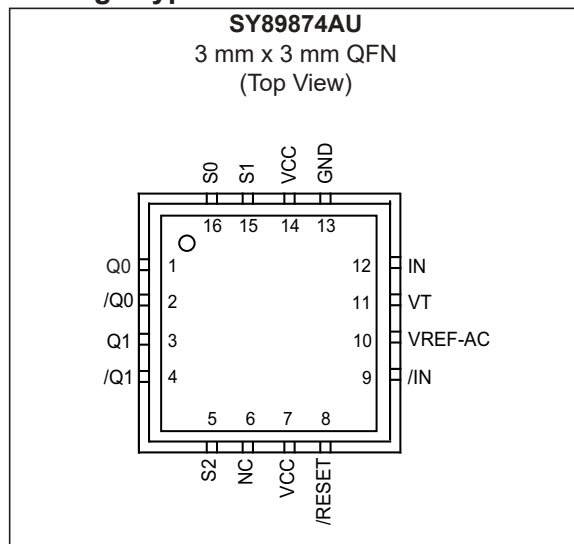 SY89874AU
3 mm x 3 mm QFN
(Top View)
S0 S1 VCC GND
16 15 14 13
Q0 1 12 IN
/Q0 2 11 VT
Q1 3 10 VREF-AC
/Q1 4 9 /IN
5 6 7 8
S2 NC VCC /RESET